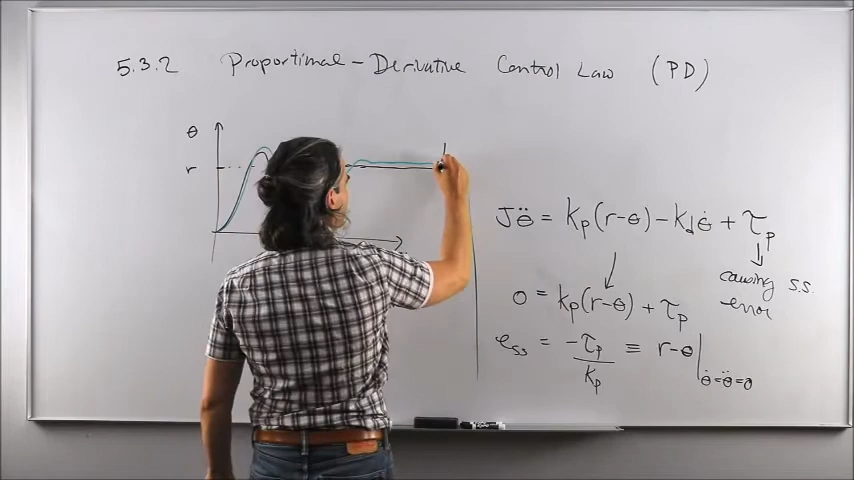 5.3.2 Proportional-Derivative Control Law (PD)
θ
r
Jθ̈ = Kp(r-θ) - Kdθ̇ + τp
causing s.s.
error
0 = Kp(r-θ) + τp
ess = -τp/Kp ≡ r-θ|θ̇=θ̈=0